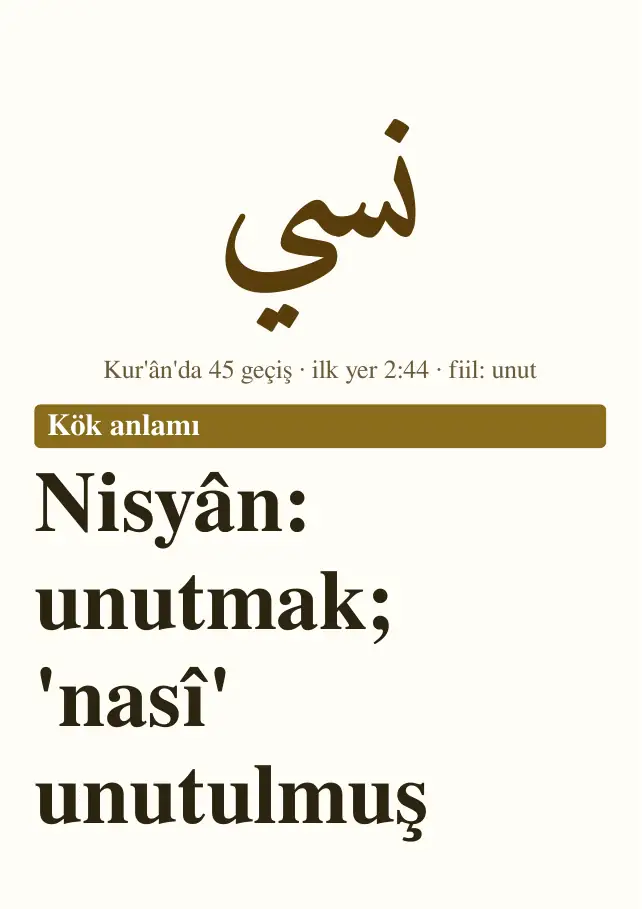 نسي
Kur'ân'da 45 geçiş · ilk yer 2:44 · fiil: unut
Kök anlamı
Nisyân:
unutmak;
'nasî'
unutulmuş